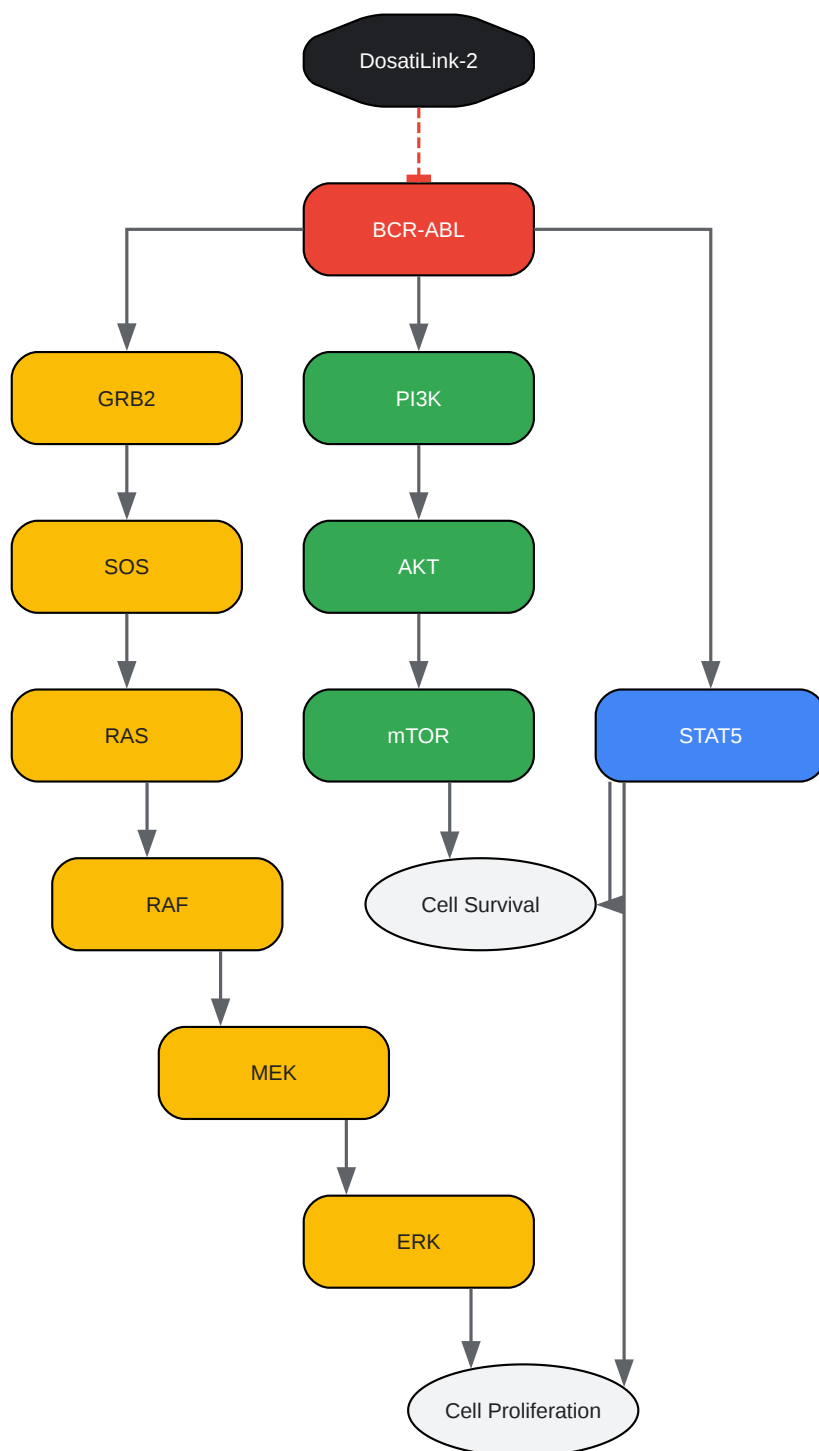 DosatiLink-2
BCR-ABL
GRB2
PI3K
SOS
AKT
RAS
mTOR
STAT5
RAF
Cell Survival
MEK
ERK
Cell Proliferation